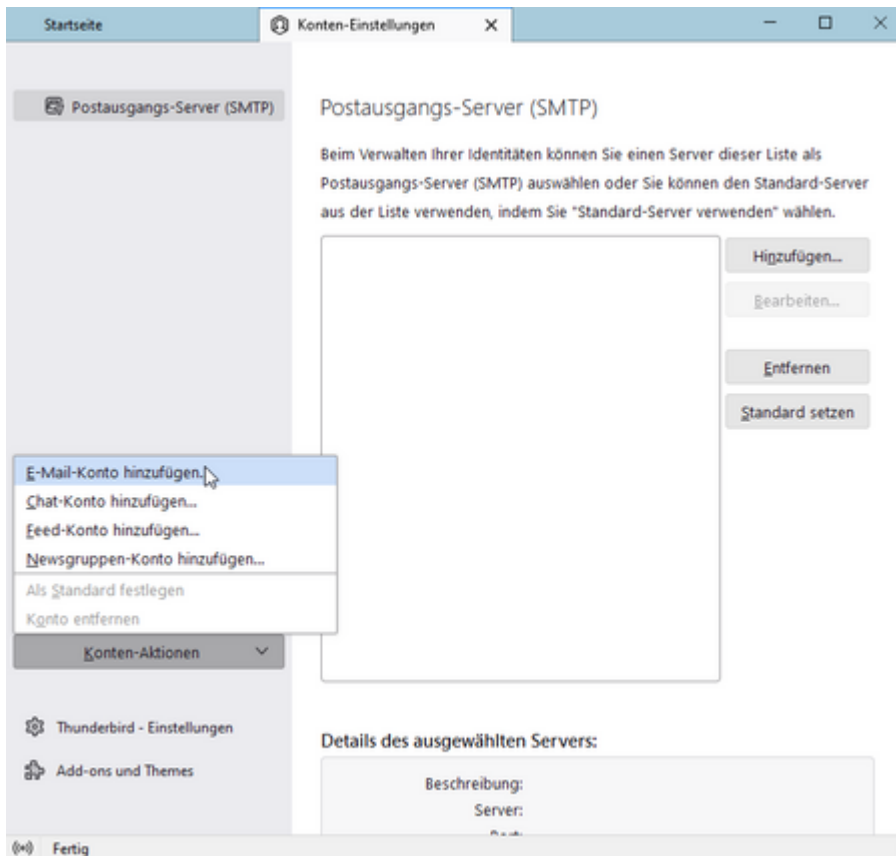 Startseite
Konten-Einstellungen
Postausgangs-Server (SMTP)
Postausgangs-Server (SMTP)
Beim Verwalten Ihrer Identitäten können Sie einen Server dieser Liste als
Postausgangs-Server (SMTP) auswählen oder Sie können den Standard-Server
aus der Liste verwenden, indem Sie "Standard-Server verwenden" wählen.
Hinzufügen...
Bearbeiten...
Entfernen
Standard setzen
E-Mail-Konto hinzufügen...
Chat-Konto hinzufügen...
Feed-Konto hinzufügen...
Newsgruppen-Konto hinzufügen...
Als Standard festlegen
Konto entfernen
Konten-Aktionen
Thunderbird - Einstellungen
Add-ons und Themes
Details des ausgewählten Servers:
Beschreibung:
Server:
Fertig